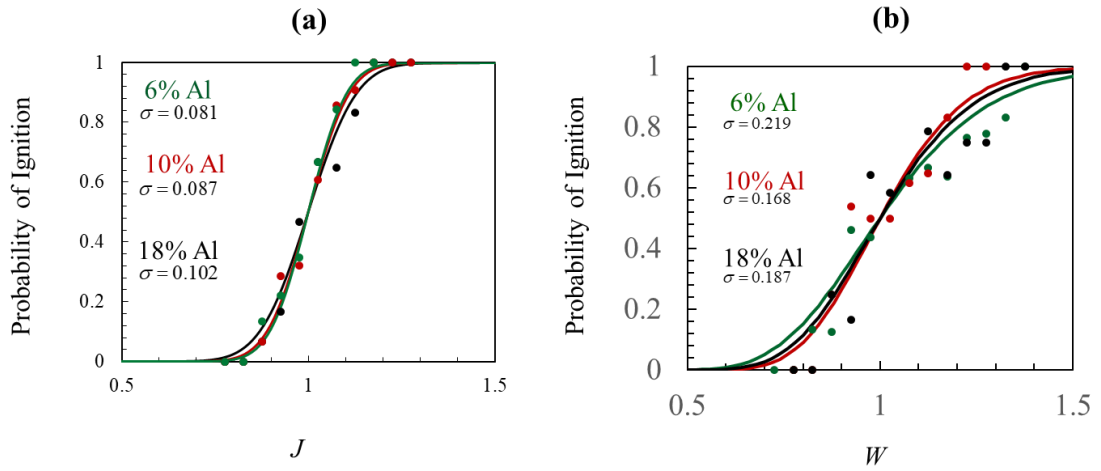 (a)
Probability of Ignition
1
0.8
0.6
0.4
0.2
0
6% Al
σ = 0.081
10% Al
σ = 0.087
18% Al
σ = 0.102
0.5
1
1.5
J
(b)
Probability of Ignition
1
0.8
0.6
0.4
0.2
0
6% Al
σ = 0.219
10% Al
σ = 0.168
18% Al
σ = 0.187
0.5
1
1.5
W